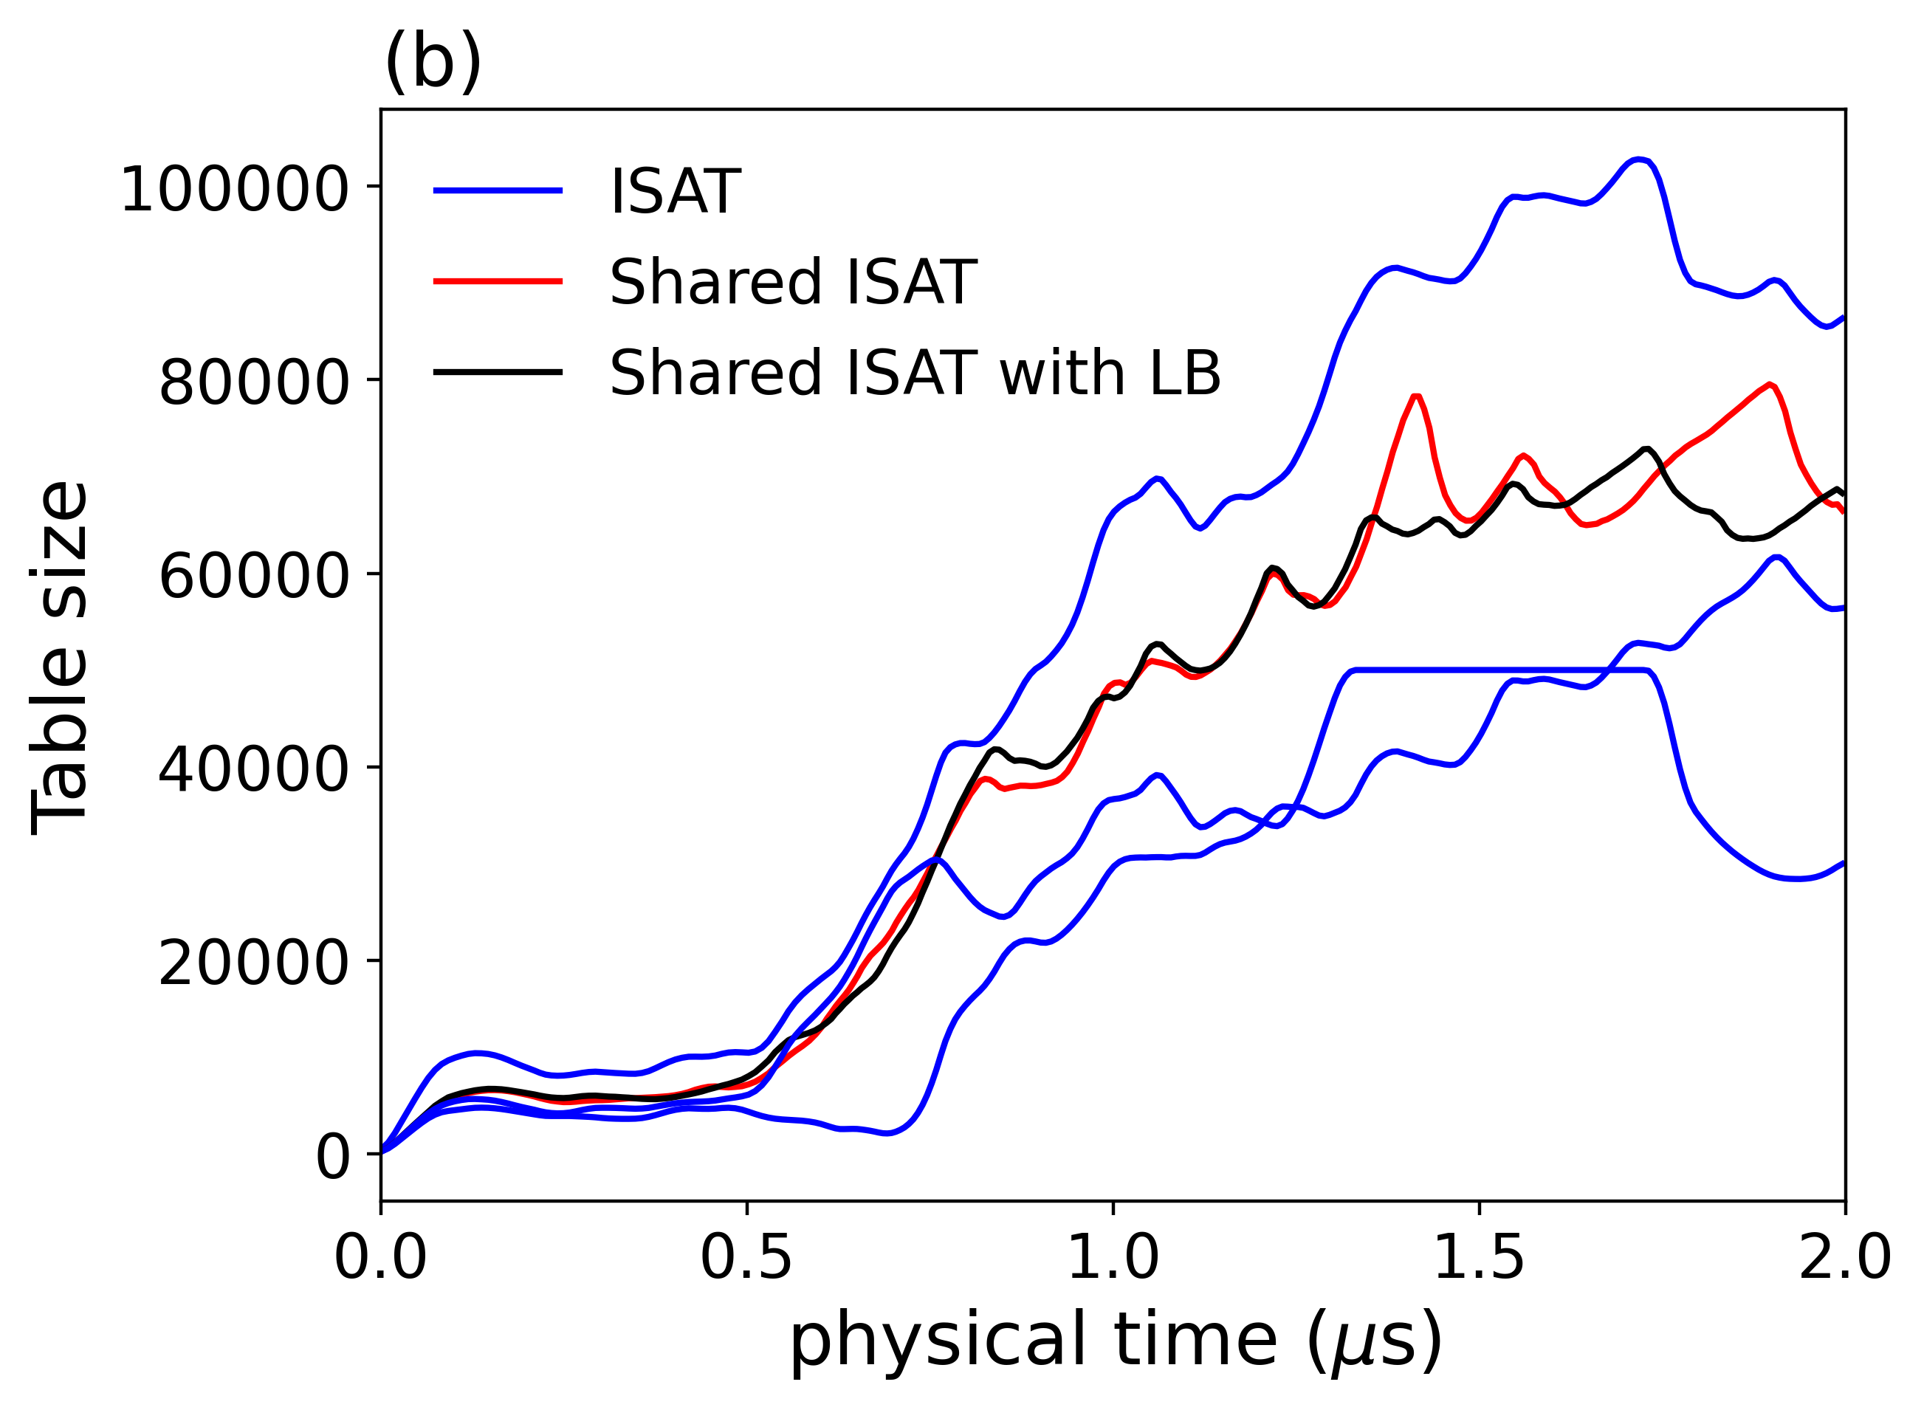 (b)
ISAT
Shared ISAT
Shared ISAT with LB
Table size
100000
80000
60000
40000
20000
0
0.0 0.5 1.0 1.5 2.0
physical time (μs)